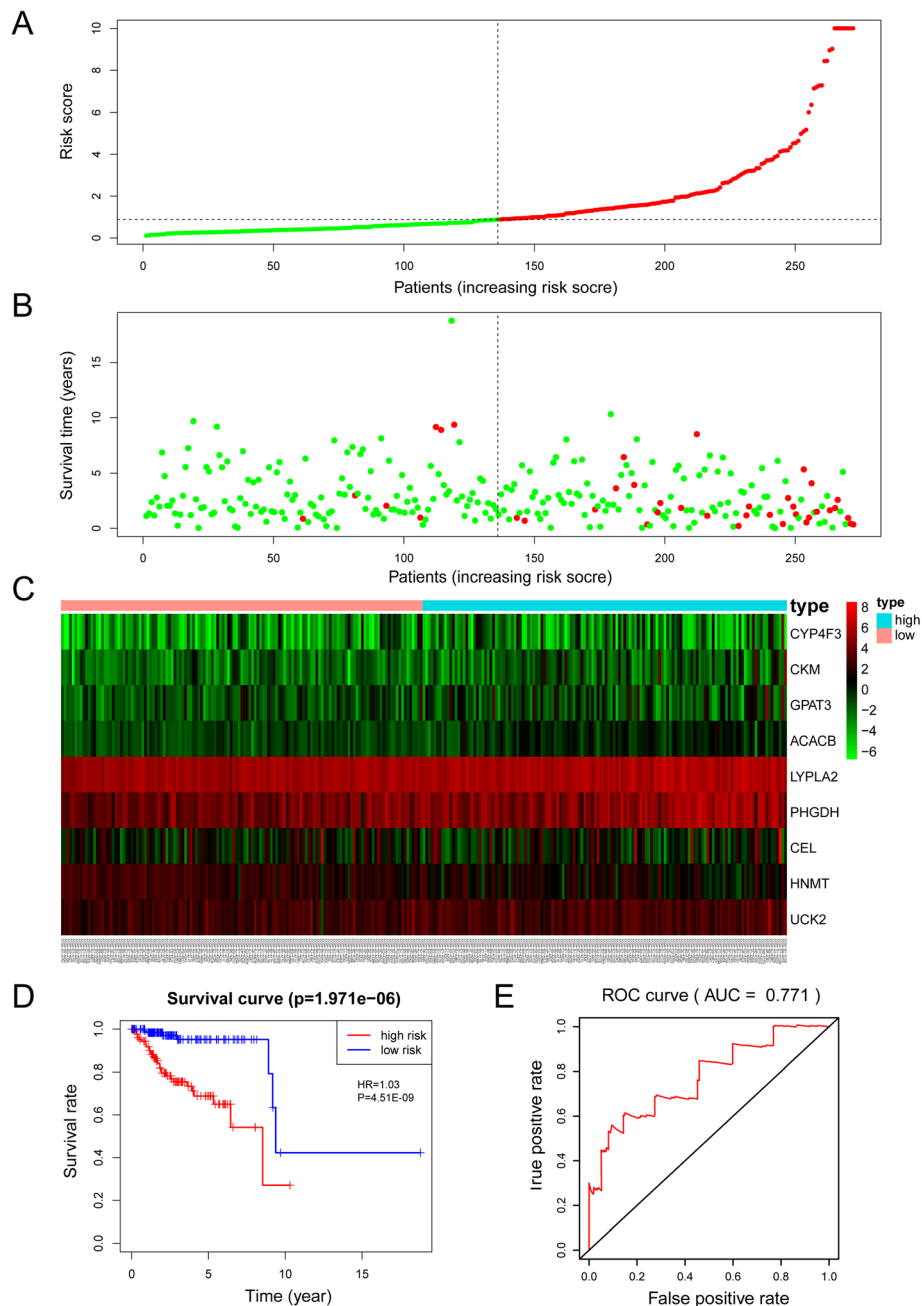 A
10
8
6
4
2
0
Risk score
0 50 100 150 200 250
Patients (increasing risk socre)
B
15
10
5
0
Survival time (years)
0 50 100 150 200 250
Patients (increasing risk socre)
C
type
CYP4F3
CKM
GPAT3
ACACB
LYPLA2
PHGDH
CEL
HNMT
UCK2
8
6
4
2
0
−2
−4
−6
type
high
low
D
Survival curve (p=1.971e−06)
high risk
low risk
HR=1.03
P=4.51E-09
1.0
0.8
0.6
0.4
0.2
0.0
Survival rate
0 5 10 15
Time (year)
E
ROC curve ( AUC = 0.771 )
1.0
0.8
0.6
0.4
0.2
0.0
True positive rate
0.0 0.2 0.4 0.6 0.8 1.0
False positive rate